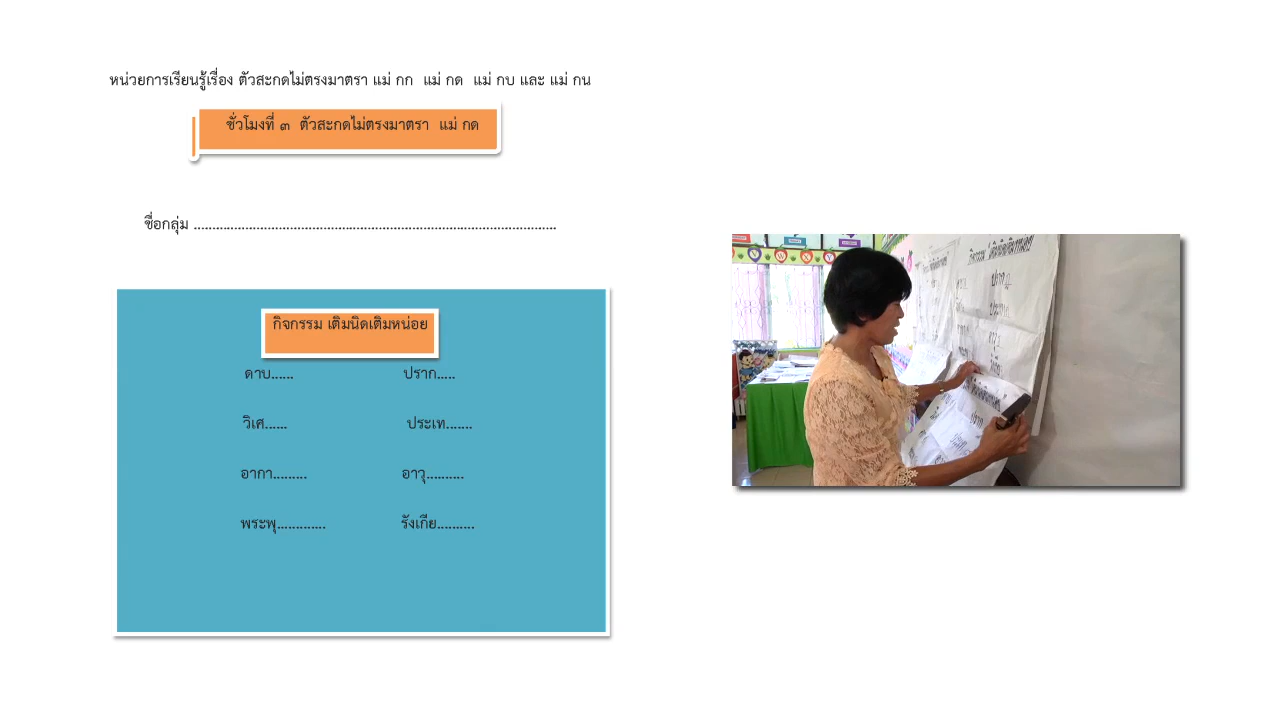 หน่วยการเรียนรู้เรื่อง ตัวสะกดไม่ตรงมาตรา แม่ กก แม่ กด แม่ กบ และ แม่ กน
ชั่วโมงที่ ๓ ตัวสะกดไม่ตรงมาตรา แม่ กด
ชื่อกลุ่ม ..............................................................................................
กิจกรรม เติมนิดเติมหน่อย
ดาบ...... ปราก.....
วิเศ...... ประเท.......
อากา......... อาวุ..........
พระพุ............. รังเกีย..........